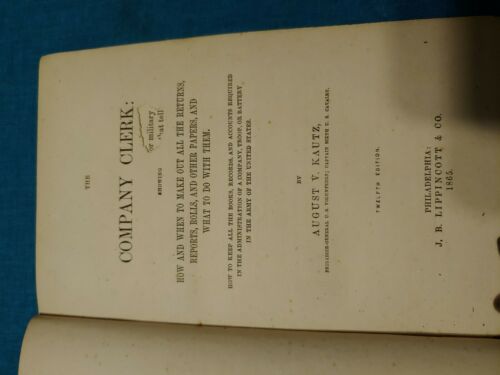 THE
COMPANY CLERK:
or military
that tell
SHOWING
HOW AND WHEN TO MAKE OUT ALL THE RETURNS,
REPORTS, ROLLS, AND OTHER PAPERS, AND
WHAT TO DO WITH THEM.
HOW TO KEEP ALL THE BOOKS, RECORDS, AND ACCOUNTS REQUIRED
IN THE ADMINISTRATION OF A COMPANY, TROOP, OR BATTERY
IN THE ARMY OF THE UNITED STATES.
BY
AUGUST V. KAUTZ,
BRIGADIER-GENERAL U.S. VOLUNTEERS; CAPTAIN SIXTH U.S. CAVALRY.
TWELFTH EDITION.
PHILADELPHIA:
J. B. LIPPINCOTT & CO.
1865.